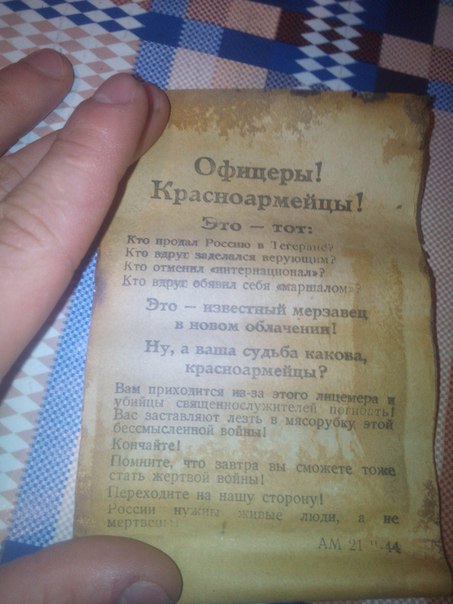 Офицеры!
Красноармейцы!
Это — тот:
Кто продал Россию в Тегеране?
Кто вдруг заделался верующим?
Кто отменил «интернационал»?
Кто вдруг обявил себя «маршалом»?
Это — известный мерзавец
в новом облачении!
Ну, а ваша судьба какова,
красноармейцы?
Вам приходится из-за этого лицемера и
убийцы священнослужителей погибать!
Вас заставляют лезть в мясорубку этой
бессмысленной войны!
Кончайте!
Помните, что завтра вы сможете тоже
стать жертвой войны!
Переходите на нашу сторону!
России нужны живые люди, а не
АМ 21